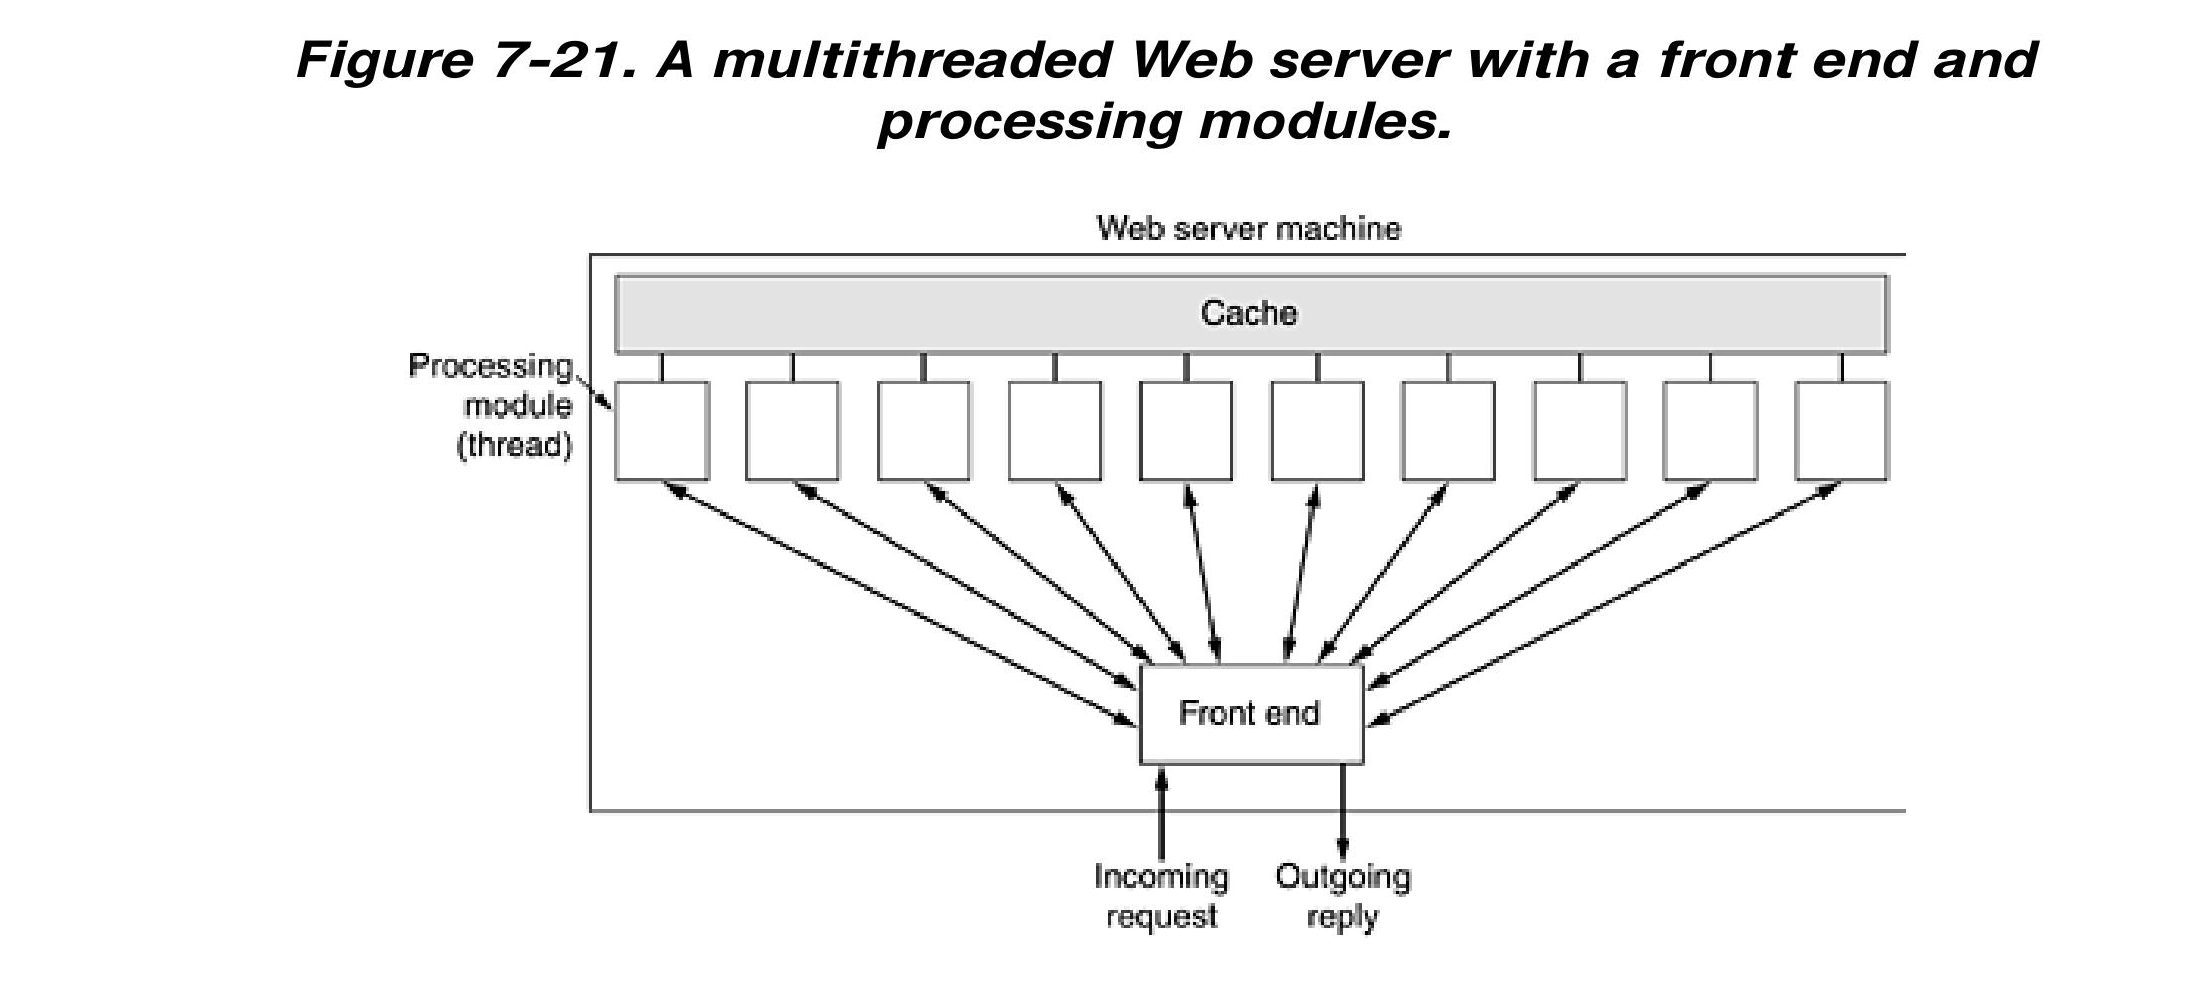 Figure 7-21. A multithreaded Web server with a front end and
processing modules.
Web server machine
Cache
Processing
module
(thread)
Front end
Incoming
request
Outgoing
reply